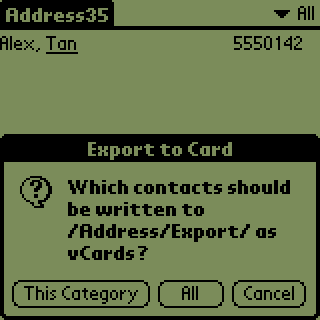 Address35
All
Alex, Tan 5550142
Export to Card
Which contacts should
be written to
/Address/Export/ as
vCards?
This Category All Cancel